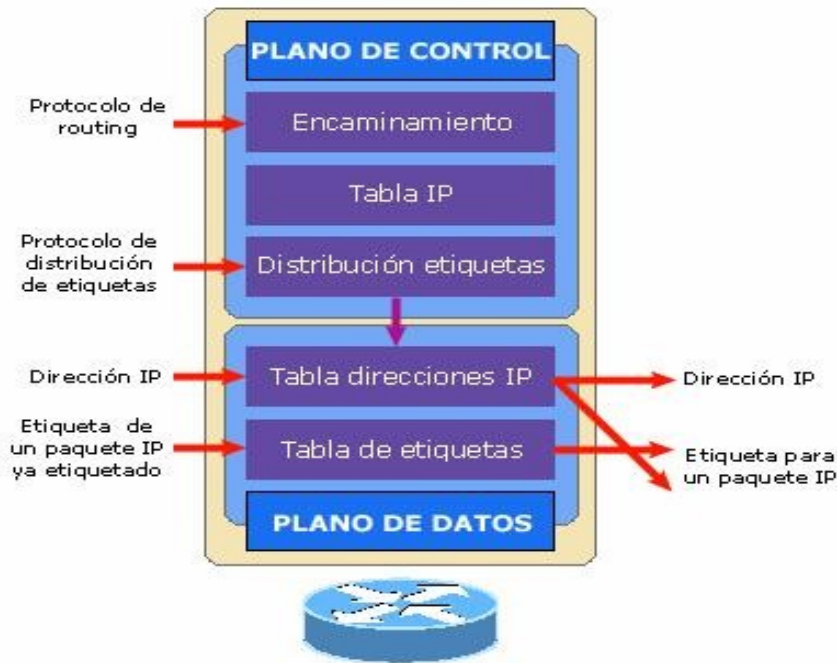 PLANO DE CONTROL
Protocolo de
routing
Encaminamiento
Tabla IP
Protocolo de
distribución
de etiquetas
Distribución etiquetas
Dirección IP
Tabla direcciones IP
Dirección IP
Etiqueta de
un paquete IP
ya etiquetado
Tabla de etiquetas
Etiqueta para
un paquete IP
PLANO DE DATOS